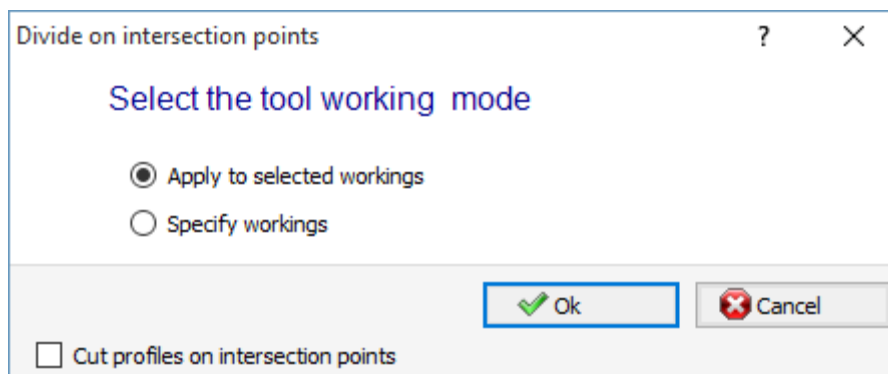 Divide on intersection points ?
Select the tool working mode
Apply to selected workings
Specify workings
Ok Cancel
Cut profiles on intersection points